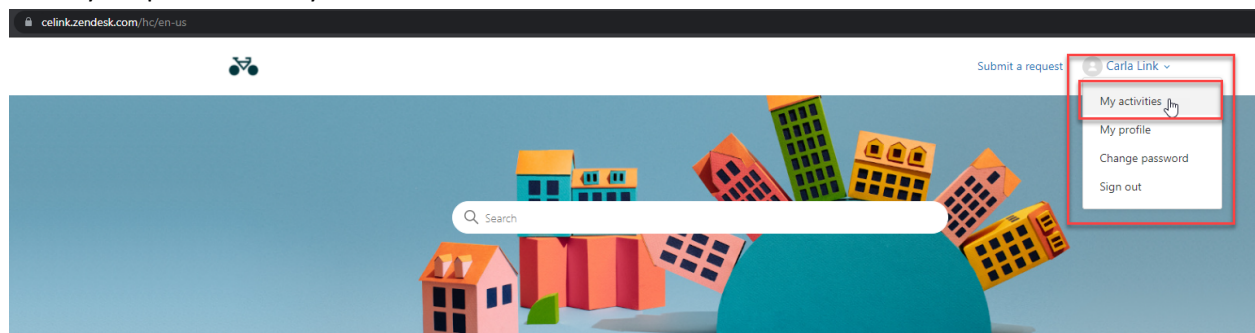 celink.zendesk.com/hc/en-us
Submit a request
Carla Link
My activities
My profile
Change password
Sign out
Search